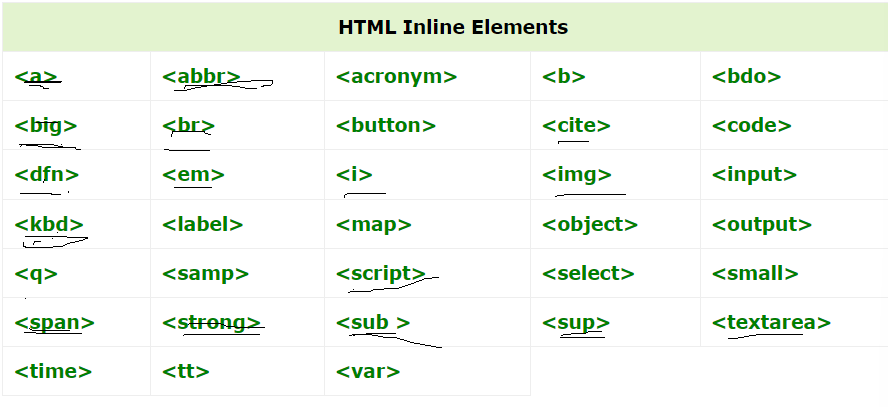 HTML Inline Elements
<a> <abbr> <acronym> <b> <bdo>
<big> <br> <button> <cite> <code>
<dfn> <em> <i> <img> <input>
<kbd> <label> <map> <object> <output>
<q> <samp> <script> <select> <small>
<span> <strong> <sub > <sup> <textarea>
<time> <tt> <var>